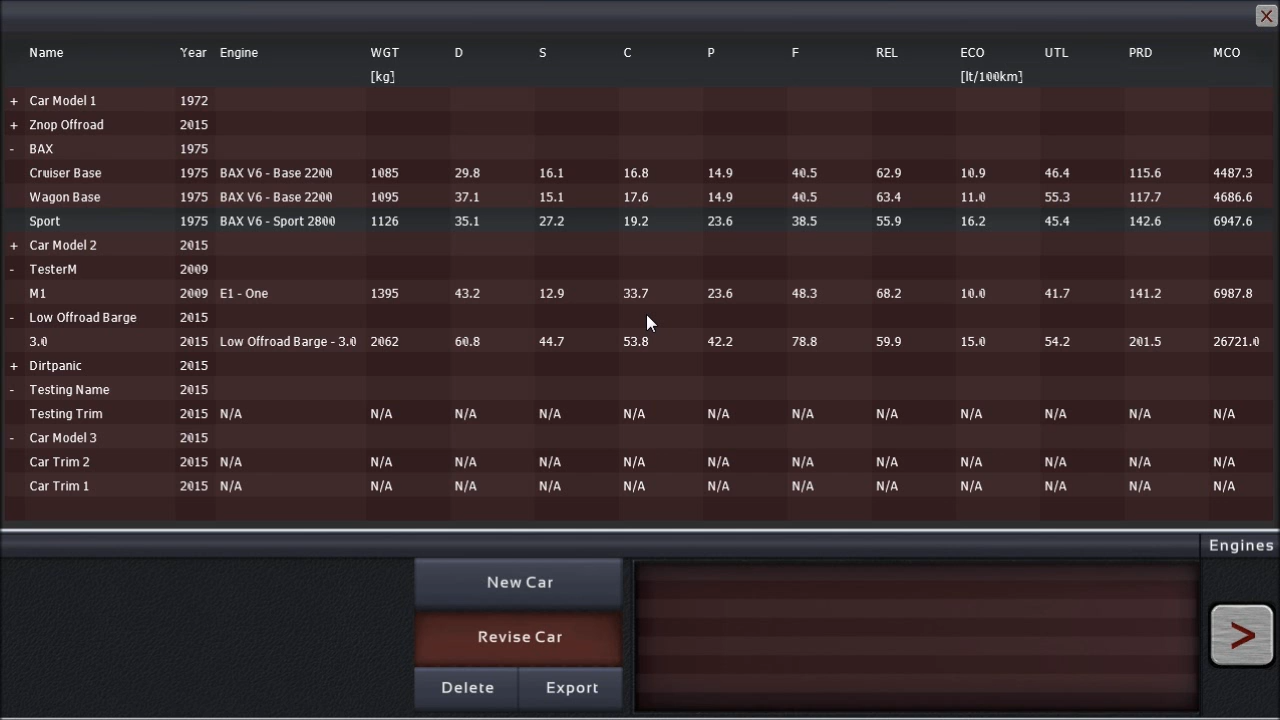 Name Year Engine WGT D S C P F REL ECO UTL PRD MCO
[kg] [lt/100km]
+ Car Model 1 1972
+ Znop Offroad 2015
- BAX 1975
Cruiser Base 1975 BAX V6 - Base 2200 1085 29.8 16.1 16.8 14.9 40.5 62.9 10.9 46.4 115.6 4487.3
Wagon Base 1975 BAX V6 - Base 2200 1095 37.1 15.1 17.6 14.9 40.5 63.4 11.0 55.3 117.7 4686.6
Sport 1975 BAX V6 - Sport 2800 1126 35.1 27.2 19.2 23.6 38.5 55.9 16.2 45.4 142.6 6947.6
+ Car Model 2 2015
- TesterM 2009
M1 2009 E1 - One 1395 43.2 12.9 33.7 23.6 48.3 68.2 10.0 41.7 141.2 6987.8
- Low Offroad Barge 2015
3.0 2015 Low Offroad Barge - 3.0 2062 60.8 44.7 53.8 42.2 78.8 59.9 15.0 54.2 201.5 26721.0
+ Dirtpanic 2015
- Testing Name 2015
Testing Trim 2015 N/A N/A N/A N/A N/A N/A N/A N/A N/A N/A N/A N/A
- Car Model 3 2015
Car Trim 2 2015 N/A N/A N/A N/A N/A N/A N/A N/A N/A N/A N/A N/A
Car Trim 1 2015 N/A N/A N/A N/A N/A N/A N/A N/A N/A N/A N/A N/A
Engines
New Car
Revise Car
>
Delete Export